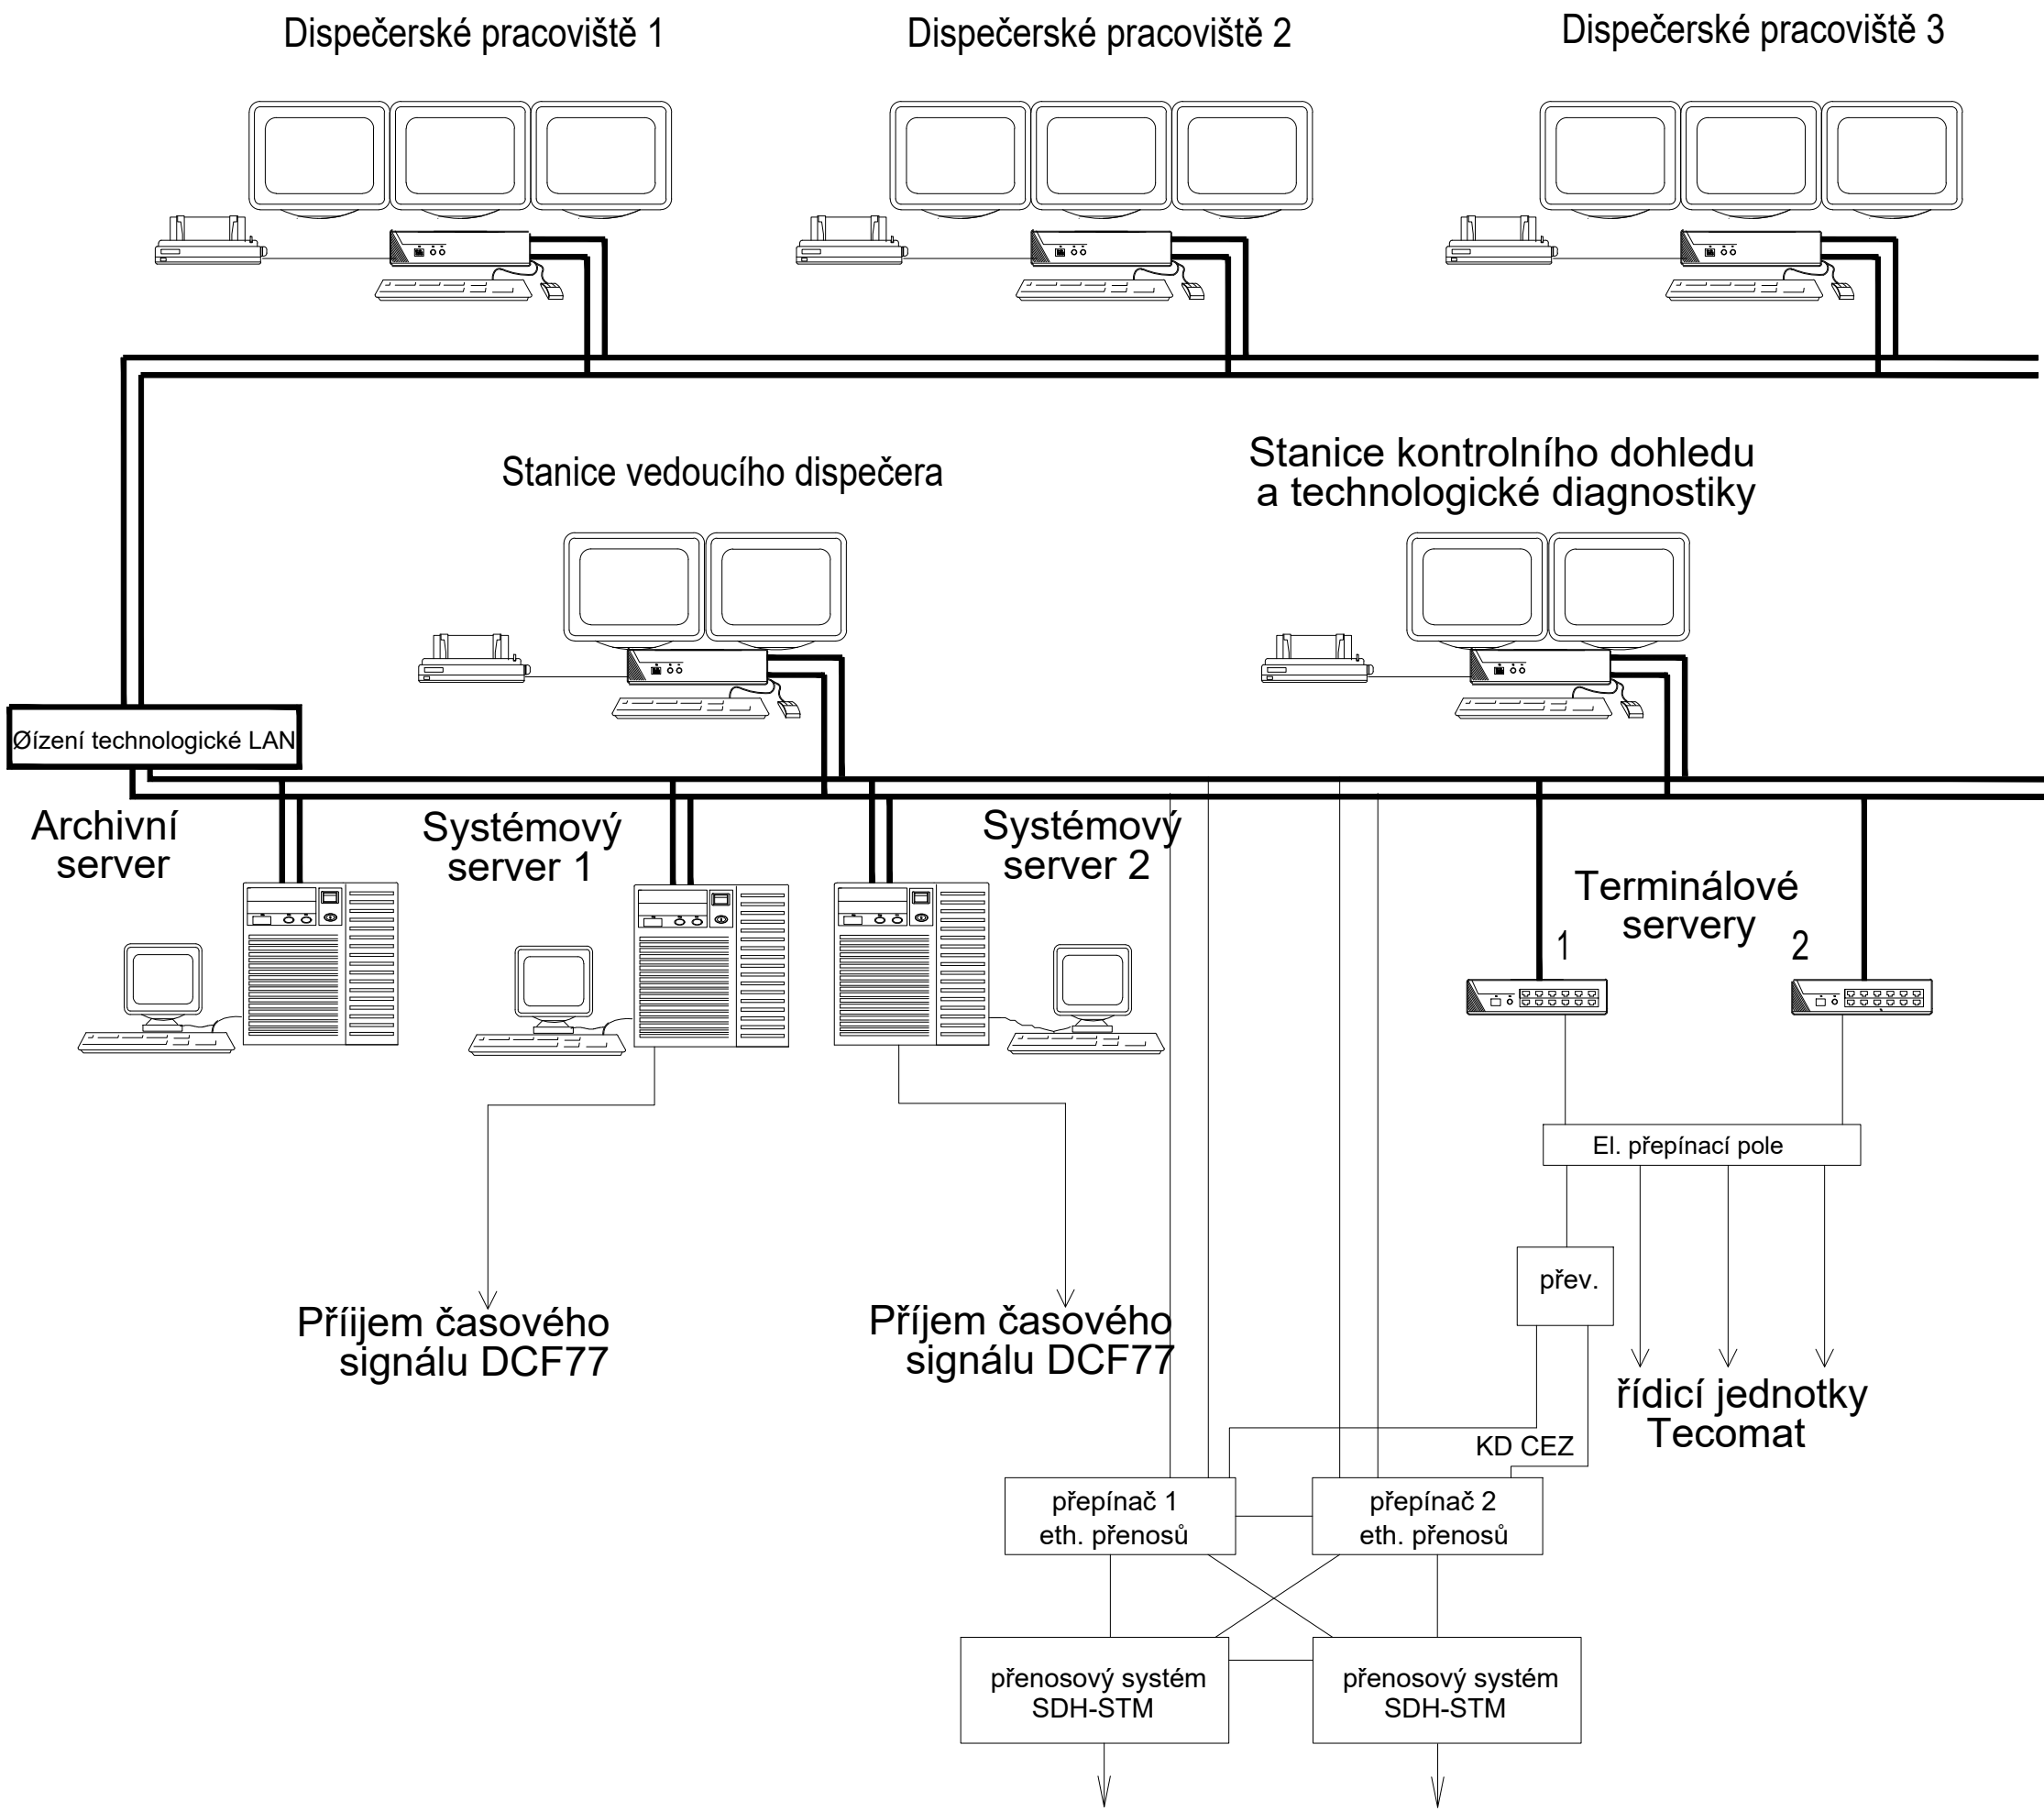 Dispečerské pracoviště 1
Dispečerské pracoviště 2
Dispečerské pracoviště 3
Stanice vedoucího dispečera
Stanice kontrolního dohledu
a technologické diagnostiky
Øízení technologické LAN
Archivní
server
Systémový
server 1
Systémový
server 2
Terminálové
servery
1
2
El. přepínací pole
přev.
Příijem časového
signálu DCF77
Příjem časového
signálu DCF77
řídicí jednotky
Tecomat
KD CEZ
přepínač 1
eth. přenosů
přepínač 2
eth. přenosů
přenosový systém
SDH-STM
přenosový systém
SDH-STM